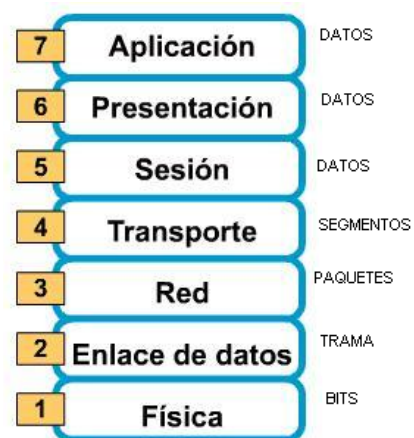 7 Aplicación DATOS
6 Presentación DATOS
5 Sesión DATOS
4 Transporte SEGMENTOS
3 Red PAQUETES
2 Enlace de datos TRAMA
1 Física BITS